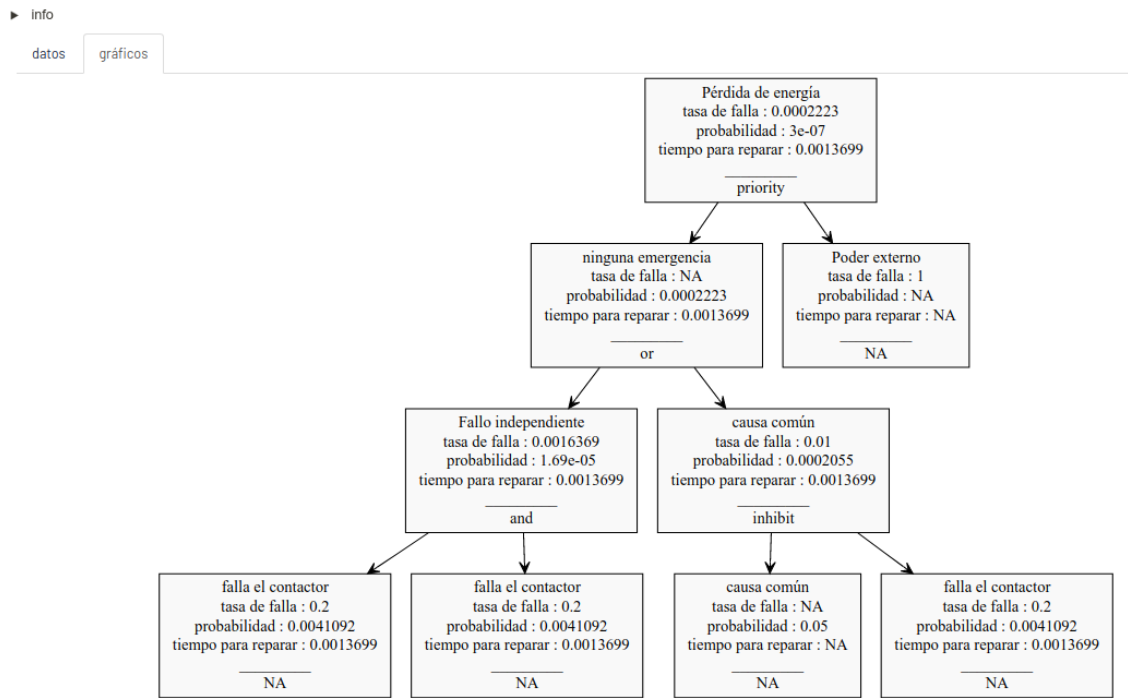 ► info
datos gráficos
Pérdida de energía
tasa de falla : 0.0002223
probabilidad : 3e-07
tiempo para reparar : 0.0013699
priority
ninguna emergencia
tasa de falla : NA
probabilidad : 0.0002223
tiempo para reparar : 0.0013699
or
Poder externo
tasa de falla : 1
probabilidad : NA
tiempo para reparar : NA
NA
Fallo independiente
tasa de falla : 0.0016369
probabilidad : 1.69e-05
tiempo para reparar : 0.0013699
and
causa común
tasa de falla : 0.01
probabilidad : 0.0002055
tiempo para reparar : 0.0013699
inhibit
falla el contactor
tasa de falla : 0.2
probabilidad : 0.0041092
tiempo para reparar : 0.0013699
NA
falla el contactor
tasa de falla : 0.2
probabilidad : 0.0041092
tiempo para reparar : 0.0013699
NA
causa común
tasa de falla : NA
probabilidad : 0.05
tiempo para reparar : NA
NA
falla el contactor
tasa de falla : 0.2
probabilidad : 0.0041092
tiempo para reparar : 0.0013699
NA